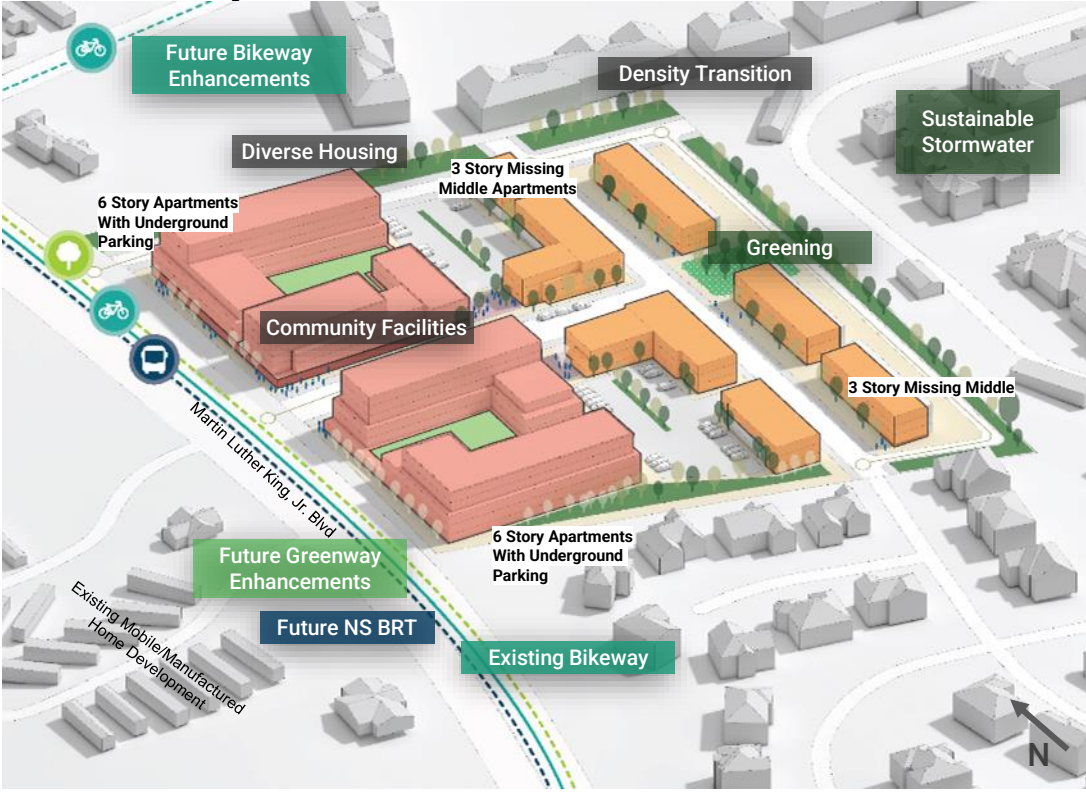 Future Bikeway
Enhancements
Density Transition
Sustainable
Stormwater
Diverse Housing
3 Story Missing
Middle Apartments
6 Story Apartments
With Underground
Parking
Greening
Community Facilities
3 Story Missing Middle
Martin Luther King, Jr. Blvd
6 Story Apartments
With Underground
Parking
Future Greenway
Enhancements
Existing Mobile/Manufactured
Home Development
Future NS BRT
Existing Bikeway
N